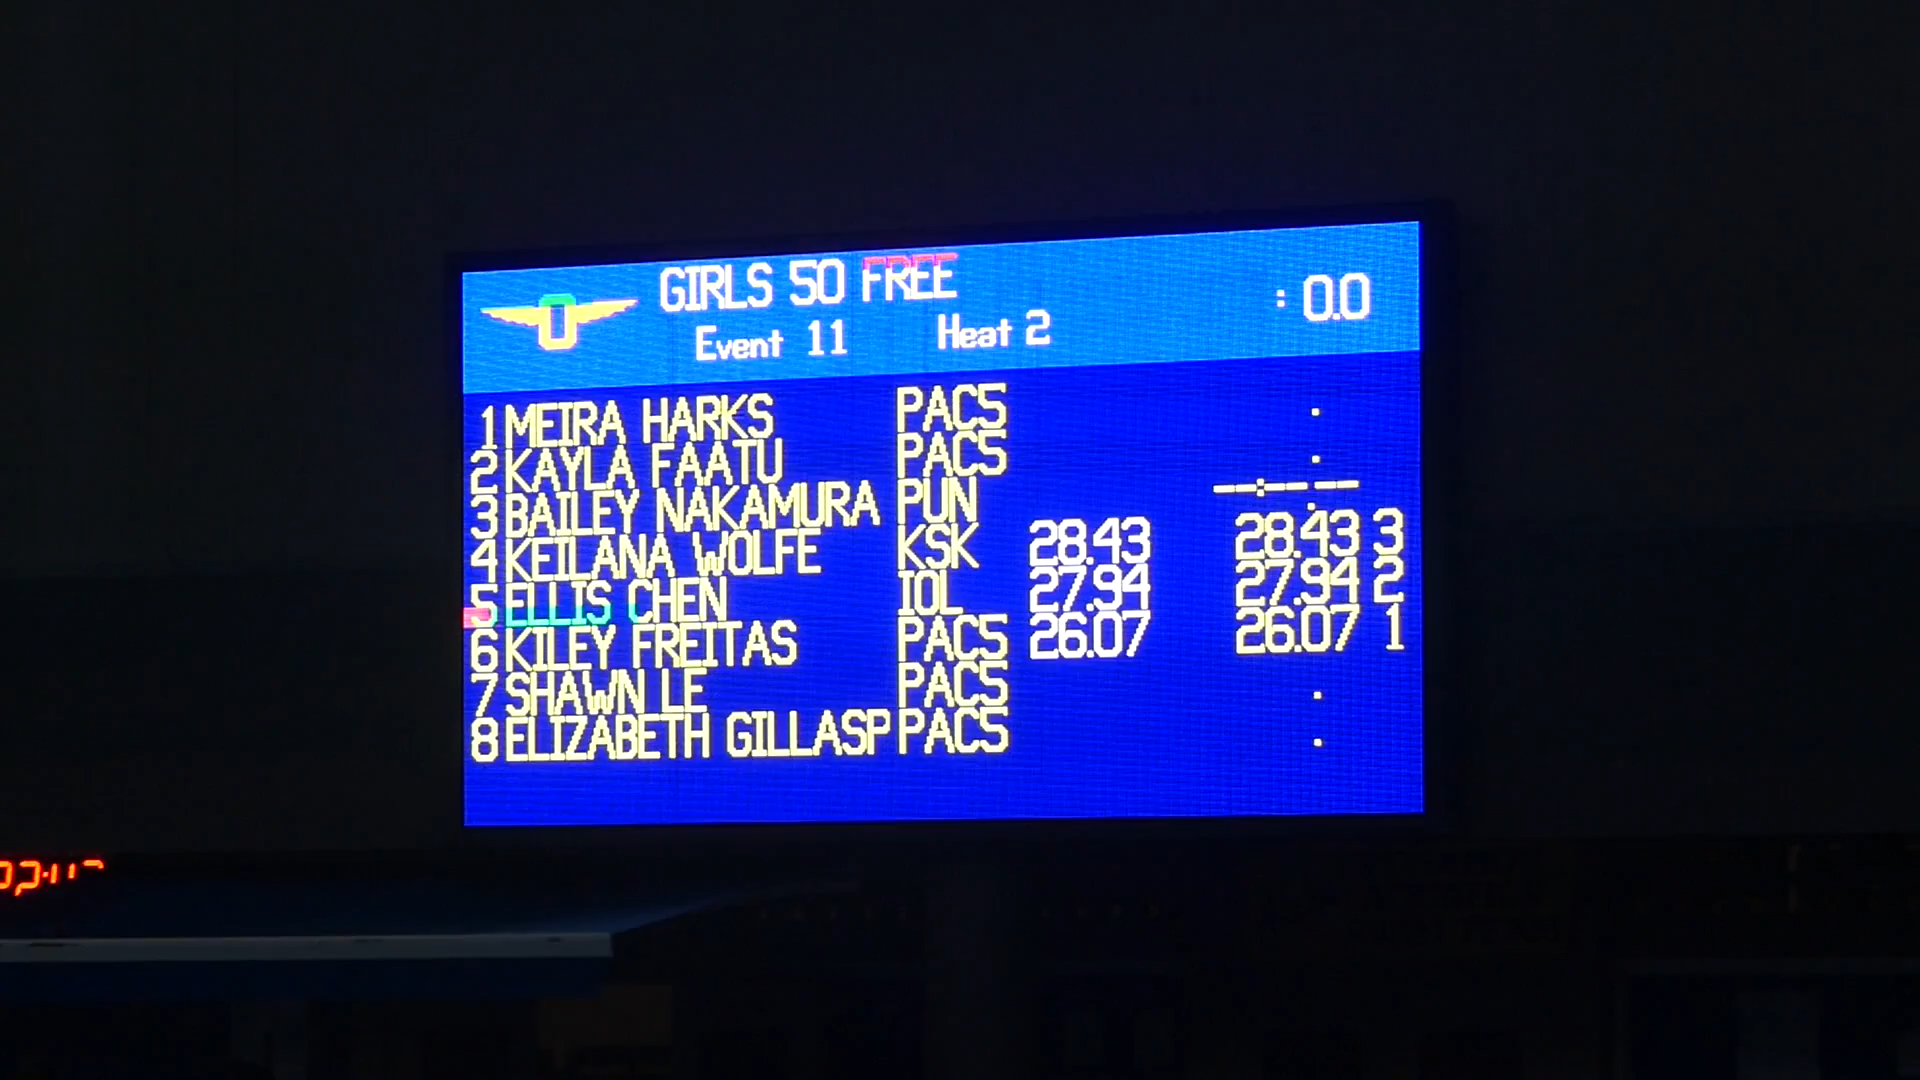 GIRLS 50 FREE
: 0.0
Event 11 Heat 2
1 MEIRA HARKS PAC5 .
2 KAYLA FAATU PAC5 .
3 BAILEY NAKAMURA PUN --:--.--
4 KEILANA WOLFE KSK 28.43 28.43 3
5 ELLIS CHEN IOL 27.94 27.94 2
6 KILEY FREITAS PAC5 26.07 26.07 1
7 SHAWN LE PAC5 .
8 ELIZABETH GILLASP PAC5 .